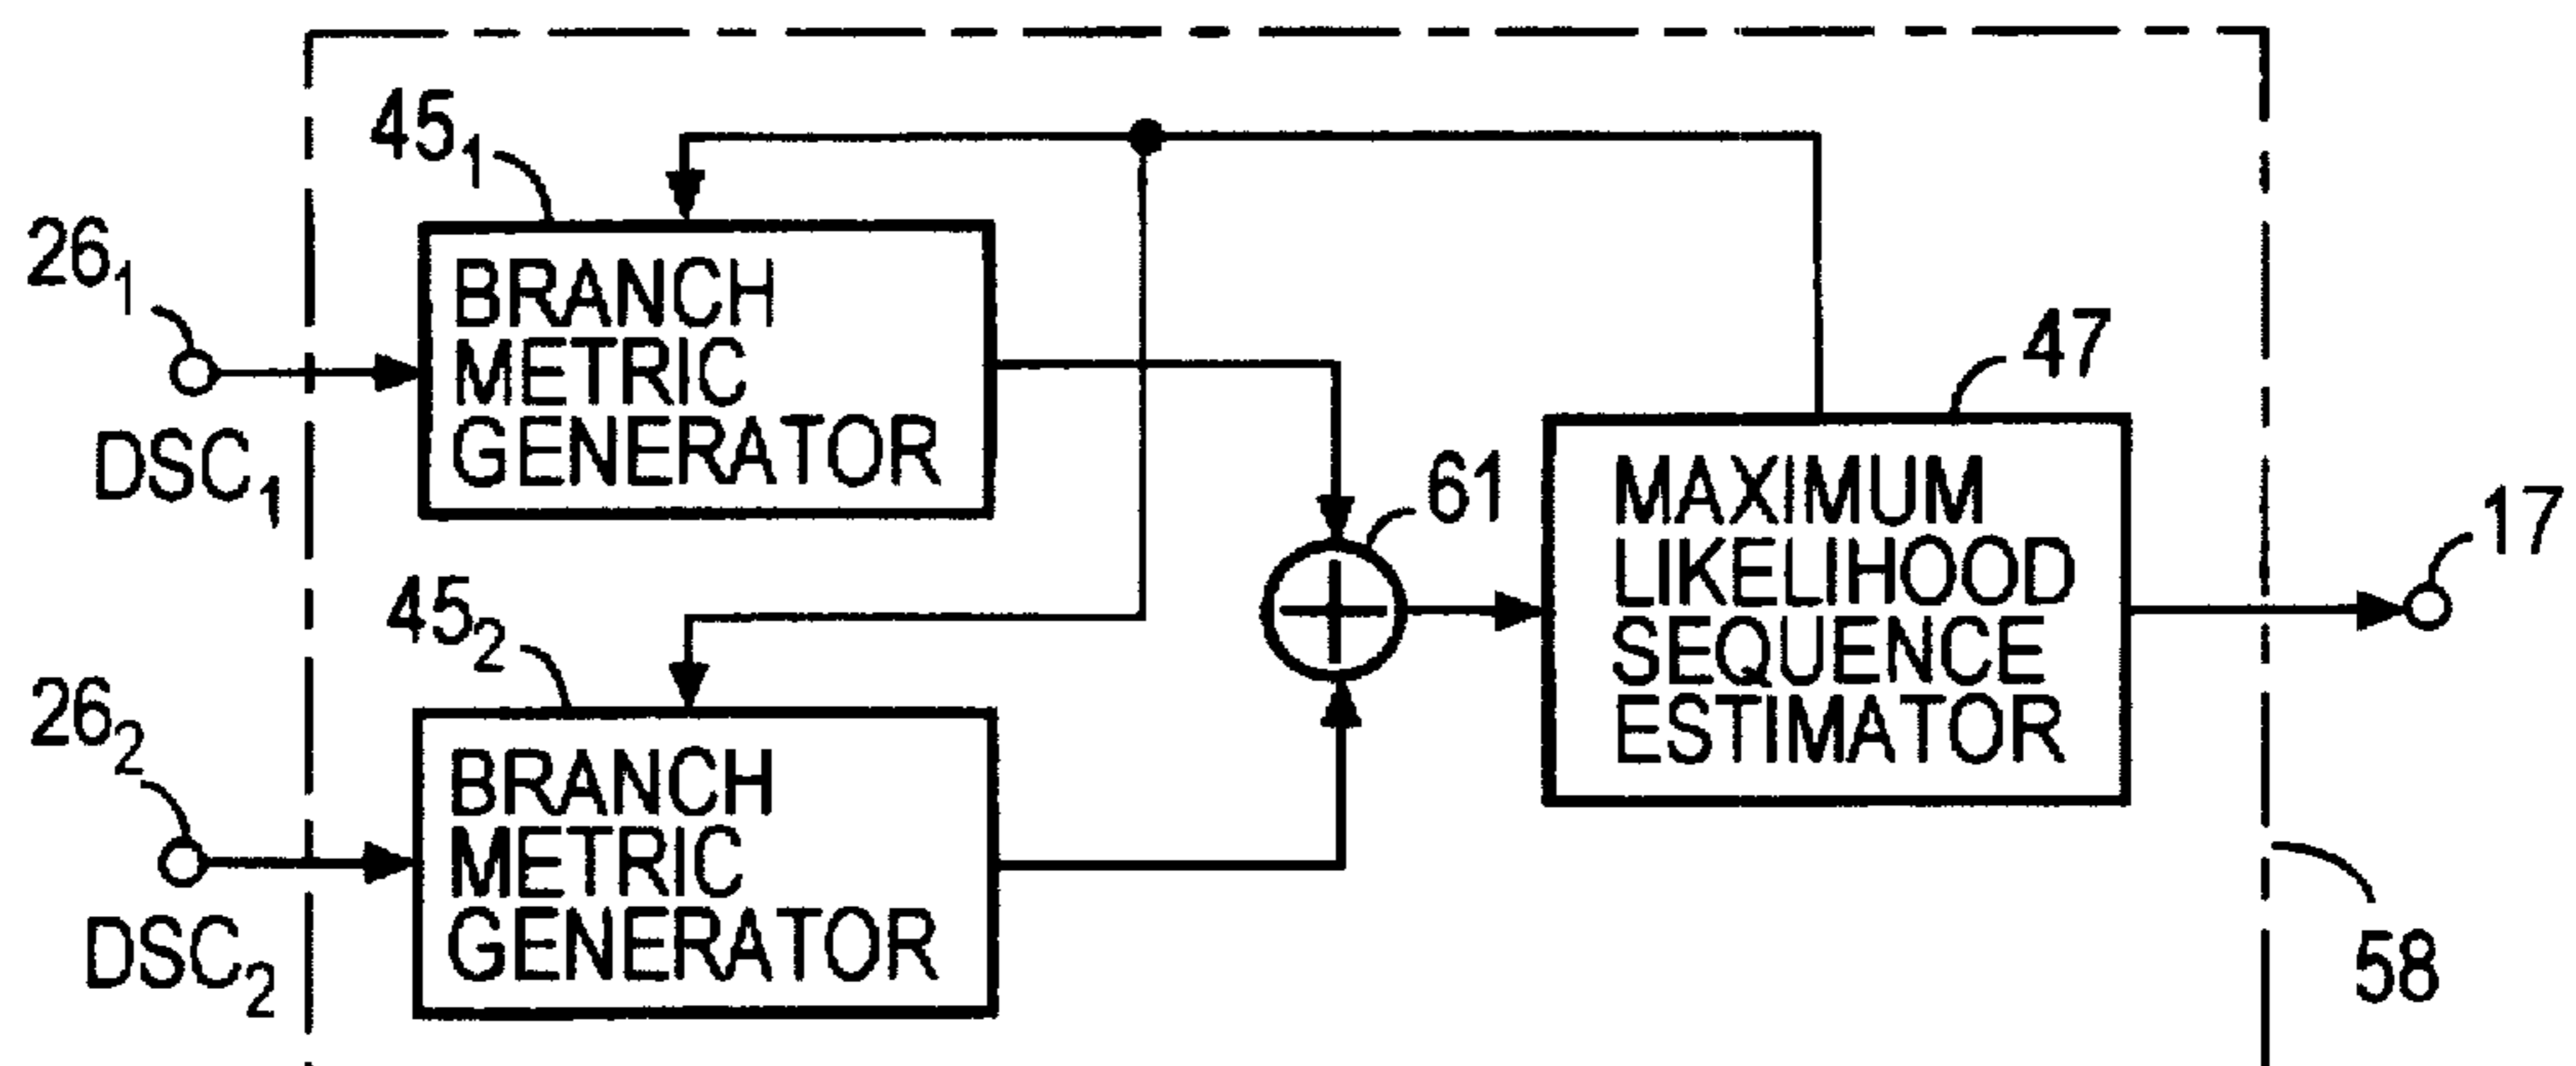 45₁
26₁
BRANCH
METRIC
GENERATOR
DSC₁
47
61
MAXIMUM
LIKELIHOOD
SEQUENCE
ESTIMATOR
17
45₂
26₂
BRANCH
METRIC
GENERATOR
DSC₂
58